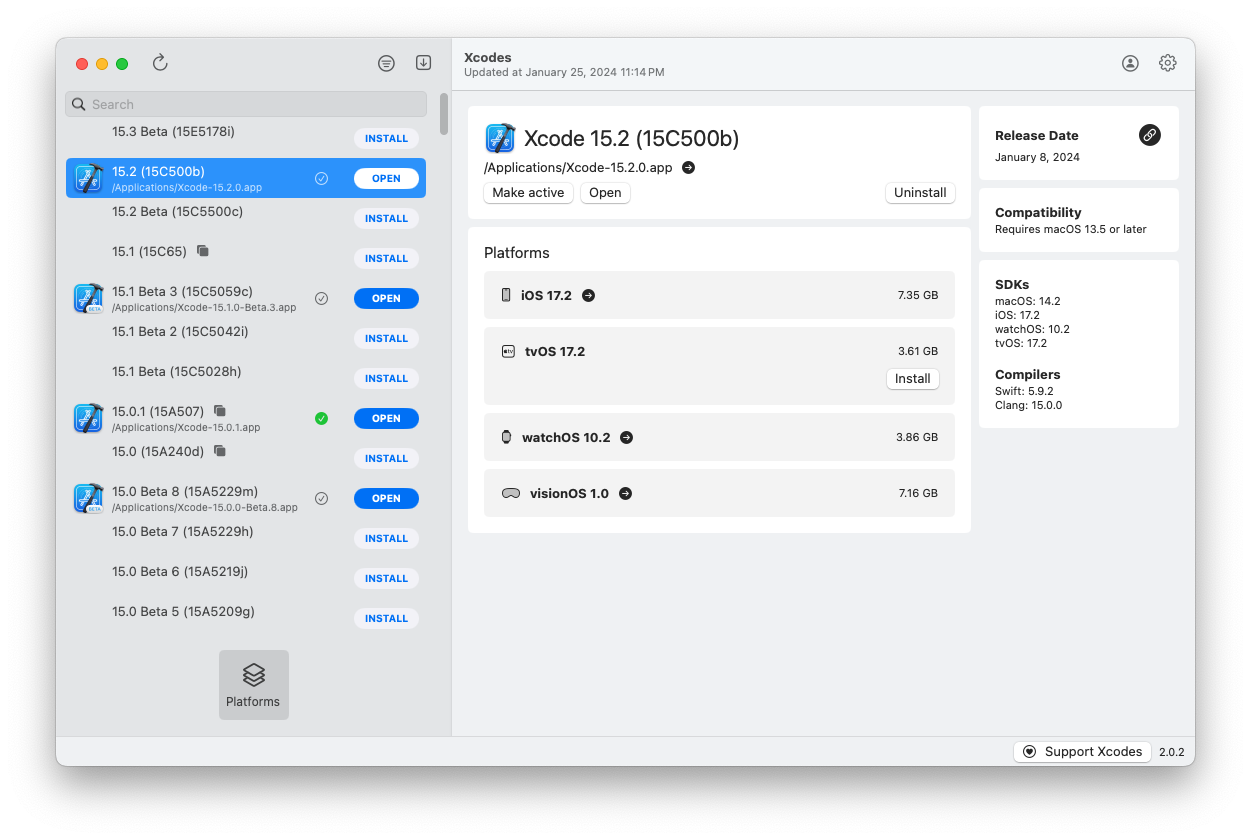 Search
15.3 Beta (15E5178i)
INSTALL
15.2 (15C500b)
/Applications/Xcode-15.2.0.app
OPEN
15.2 Beta (15C5500c)
INSTALL
15.1 (15C65)
INSTALL
15.1 Beta 3 (15C5059c)
/Applications/Xcode-15.1.0-Beta.3.app
OPEN
BETA
15.1 Beta 2 (15C5042i)
INSTALL
15.1 Beta (15C5028h)
INSTALL
15.0.1 (15A507)
/Applications/Xcode-15.0.1.app
OPEN
15.0 (15A240d)
INSTALL
15.0 Beta 8 (15A5229m)
/Applications/Xcode-15.0.0-Beta.8.app
OPEN
BETA
15.0 Beta 7 (15A5229h)
INSTALL
15.0 Beta 6 (15A5219j)
INSTALL
15.0 Beta 5 (15A5209g)
INSTALL
Platforms
Xcodes
Updated at January 25, 2024 11:14 PM
Xcode 15.2 (15C500b)
/Applications/Xcode-15.2.0.app
Make active
Open
Uninstall
Platforms
iOS 17.2
7.35 GB
tv
tvOS 17.2
3.61 GB
Install
watchOS 10.2
3.86 GB
visionOS 1.0
7.16 GB
Release Date
January 8, 2024
Compatibility
Requires macOS 13.5 or later
SDKs
macOS: 14.2
iOS: 17.2
watchOS: 10.2
tvOS: 17.2
Compilers
Swift: 5.9.2
Clang: 15.0.0
Support Xcodes
2.0.2